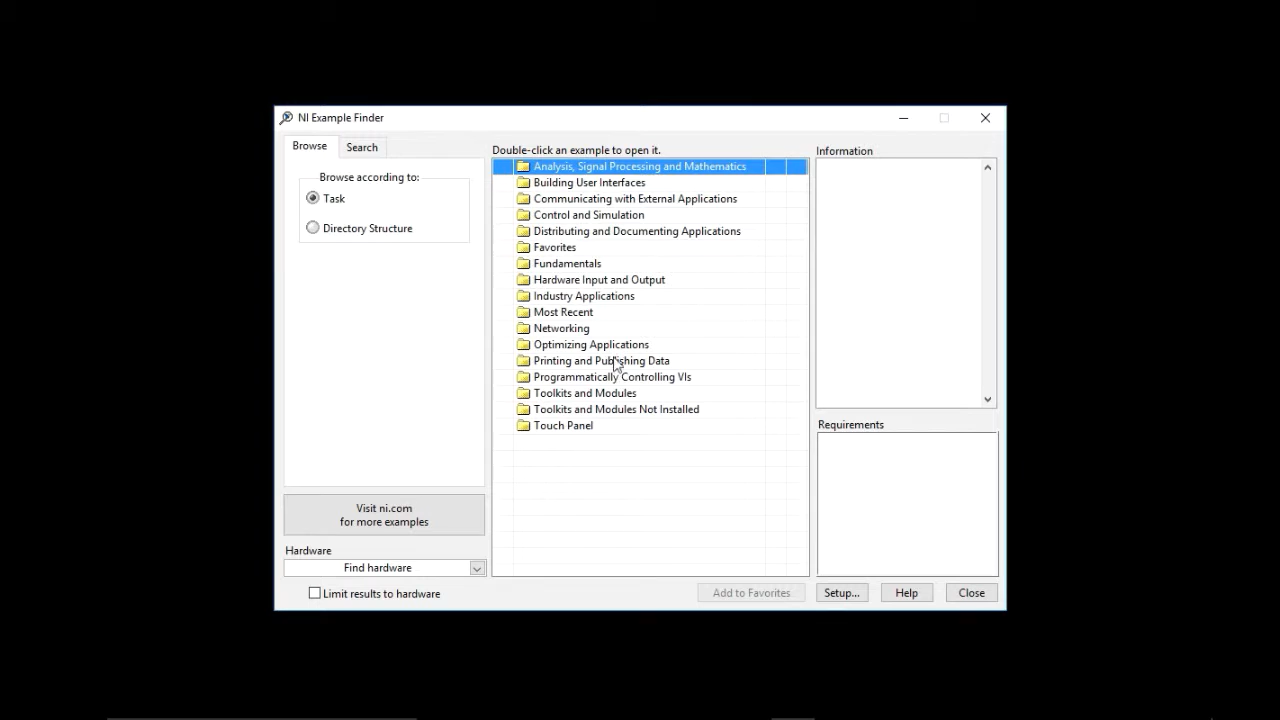 NI Example Finder
Browse
Search
Browse according to:
Task
Directory Structure
Visit ni.com
for more examples
Hardware
Find hardware
Limit results to hardware
Double-click an example to open it.
Analysis, Signal Processing and Mathematics
Building User Interfaces
Communicating with External Applications
Control and Simulation
Distributing and Documenting Applications
Favorites
Fundamentals
Hardware Input and Output
Industry Applications
Most Recent
Networking
Optimizing Applications
Printing and Publishing Data
Programmatically Controlling VIs
Toolkits and Modules
Toolkits and Modules Not Installed
Touch Panel
Information
Requirements
Add to Favorites
Setup...
Help
Close